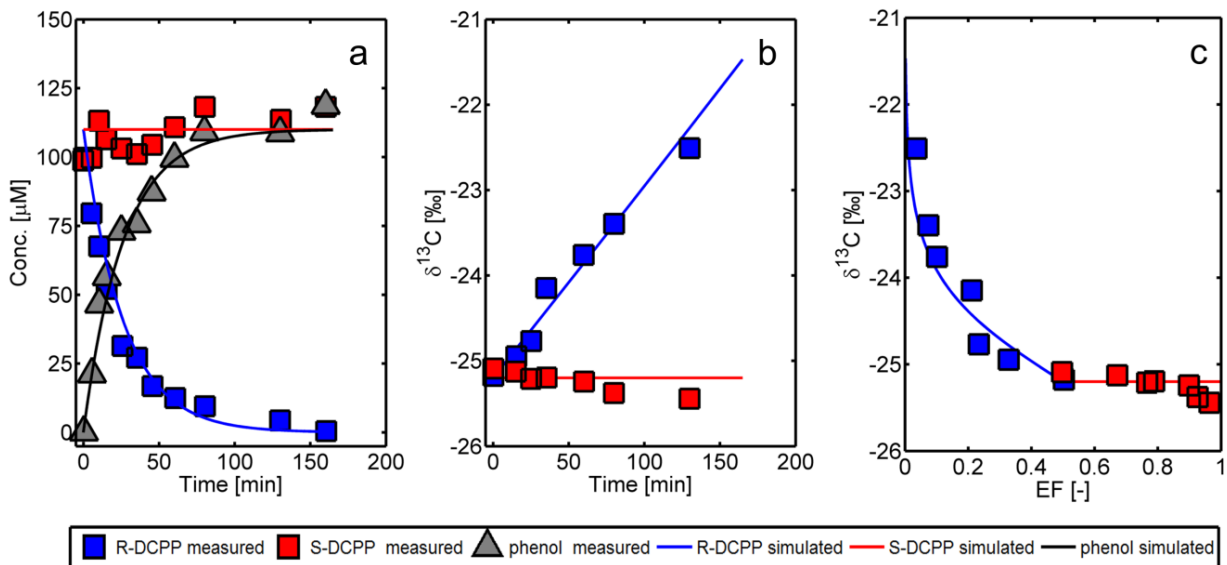 a
150
125
100
75
50
25
0
Conc. [µM]
0 50 100 150 200
Time [min]
b
-21
-22
-23
-24
-25
-26
δ¹³C [‰]
0 50 100 150 200
Time [min]
c
-21
-22
-23
-24
-25
-26
δ¹³C [‰]
0 0.2 0.4 0.6 0.8 1
EF [-]
R-DCPP measured S-DCPP measured phenol measured R-DCPP simulated S-DCPP simulated phenol simulated